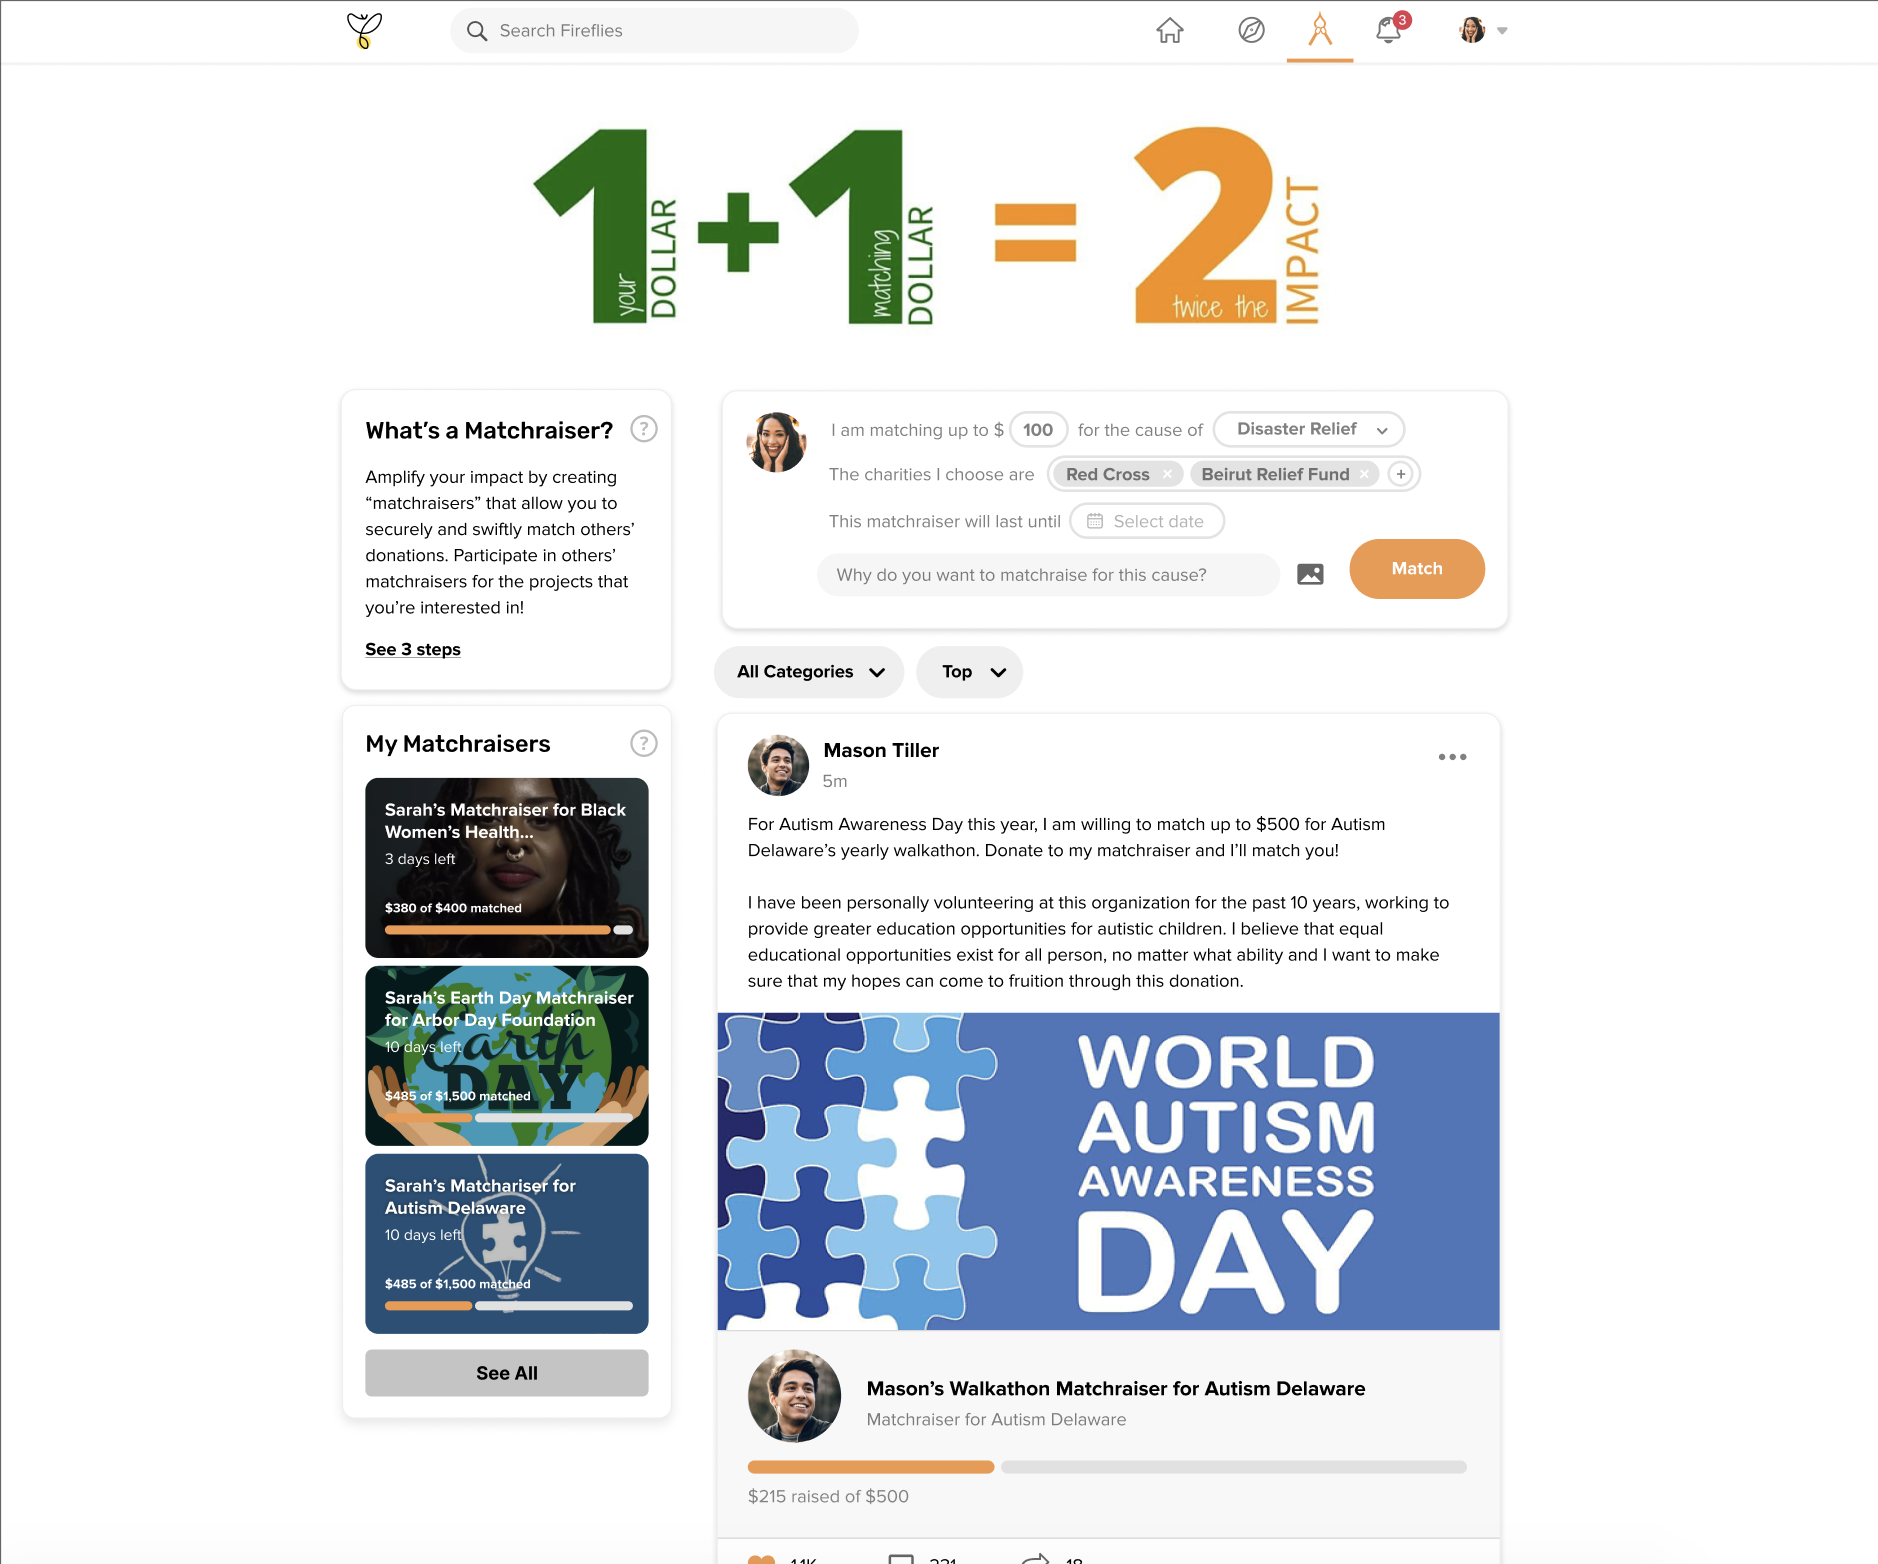 Search Fireflies
3
1 your DOLLAR + 1 matching DOLLAR = 2 twice the IMPACT
What's a Matchraiser? ?
Amplify your impact by creating
“matchraisers” that allow you to
securely and swiftly match others’
donations. Participate in others’
matchraisers for the projects that
you’re interested in!
See 3 steps
My Matchraisers ?
Sarah’s Matchraiser for Black
Women’s Health...
3 days left
$380 of $400 matched
Sarah’s Earth Day Matchraiser
for Arbor Day Foundation
10 days left
Earth
DAY
$485 of $1,500 matched
Sarah’s Matchariser for
Autism Delaware
10 days left
$485 of $1,500 matched
See All
I am matching up to $ 100 for the cause of Disaster Relief
The charities I choose are Red Cross × Beirut Relief Fund × +
This matchraiser will last until Select date
Why do you want to matchraise for this cause?
Match
All Categories Top
Mason Tiller
5m
For Autism Awareness Day this year, I am willing to match up to $500 for Autism
Delaware’s yearly walkathon. Donate to my matchraiser and I’ll match you!
I have been personally volunteering at this organization for the past 10 years, working to
provide greater education opportunities for autistic children. I believe that equal
educational opportunities exist for all person, no matter what ability and I want to make
sure that my hopes can come to fruition through this donation.
WORLD
AUTISM
AWARENESS
DAY
Mason’s Walkathon Matchraiser for Autism Delaware
Matchraiser for Autism Delaware
$215 raised of $500